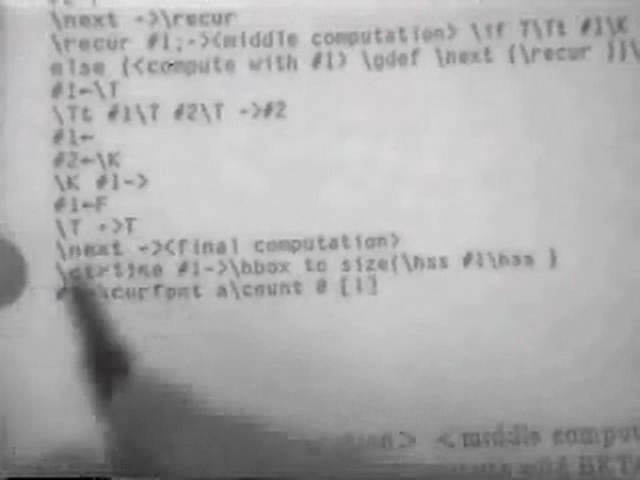 \next ->\recur
\recur #1;-><middle computation> \if T\Tt #1\K
else {<compute with #1> \gdef \next {\recur }}\
#1←\T
\Tt #1\T #2\T ->#2
#1←
#2←\K
\K #1->
#1←F
\T ->T
\next -><final computation>
\ctrline #1->\hbox to size{\hss #1\hss }
\curfont a\count 0 [1]
> <middle comput